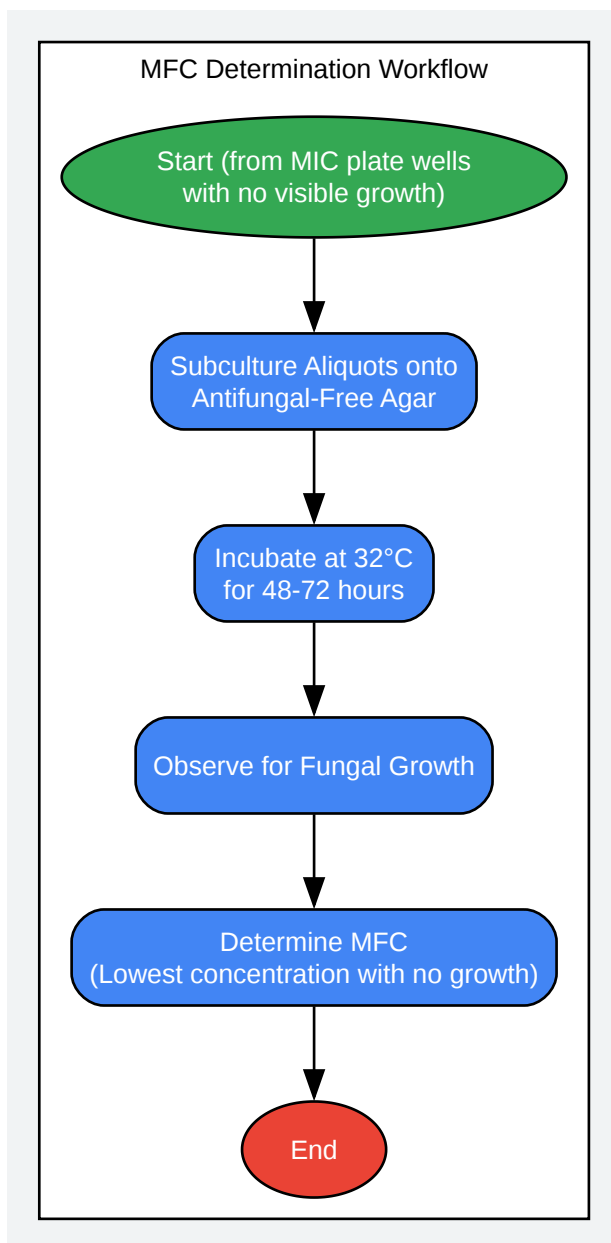 MFC Determination Workflow
Start (from MIC plate wells
with no visible growth)
Subculture Aliquots onto
Antifungal-Free Agar
Incubate at 32°C
for 48-72 hours
Observe for Fungal Growth
Determine MFC
(Lowest concentration with no growth)
End